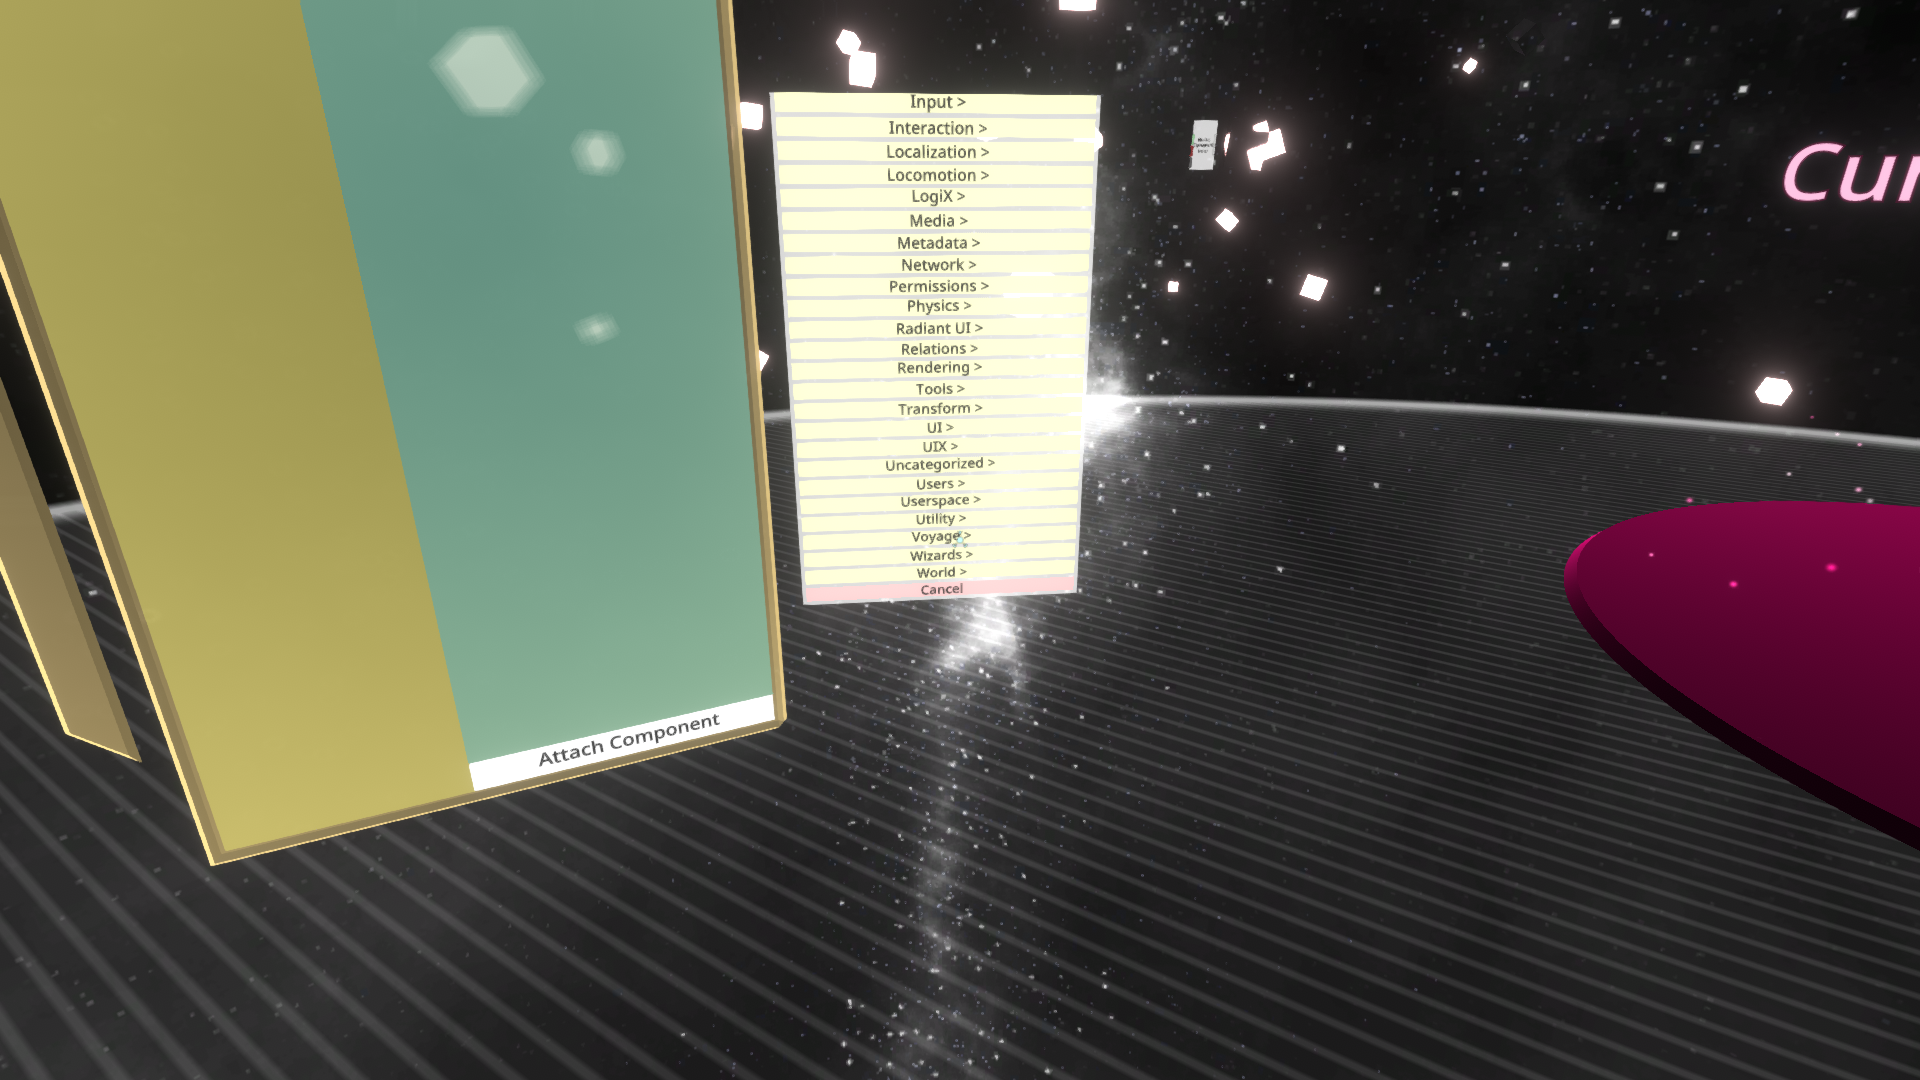 Input >
Interaction >
Localization >
Locomotion >
LogiX >
Media >
Metadata >
Network >
Permissions >
Physics >
Radiant UI >
Relations >
Rendering >
Tools >
Transform >
UI >
UIX >
Uncategorized >
Users >
Userspace >
Utility >
Voyage >
Wizards >
World >
Cancel
Attach Component